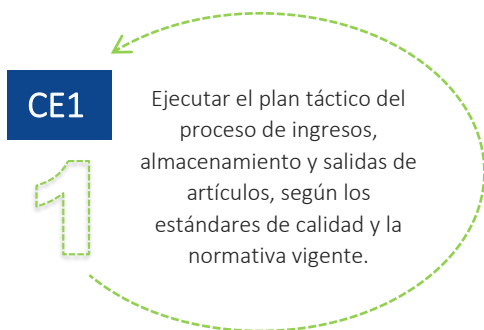 CE1
1
Ejecutar el plan táctico del
proceso de ingresos,
almacenamiento y salidas de
artículos, según los
estándares de calidad y la
normativa vigente.